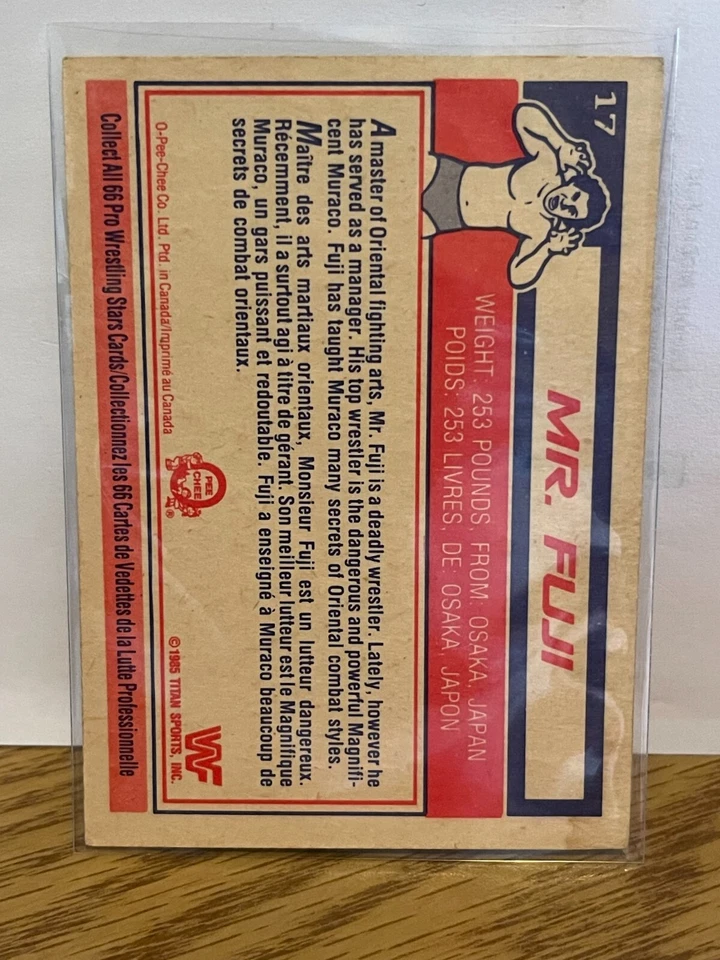 17
MR. FUJI
WEIGHT: 253 POUNDS, FROM: OSAKA, JAPAN
POIDS: 253 LIVRES, DE: OSAKA, JAPON
A master of Oriental fighting arts, Mr. Fuji is a deadly wrestler. Lately, however he
has served as a manager. His top wrestler is the dangerous and powerful Magnifi-
cent Muraco. Fuji has taught Muraco many secrets of Oriental combat styles.
Maître des arts martiaux orientaux, Monsieur Fuji est un lutteur dangereux.
Récemment, il a surtout agi à titre de gérant. Son meilleur lutteur est le Magnifique
Muraco, un gars puissant et redoutable. Fuji a enseigné à Muraco beaucoup de
secrets de combat orientaux.
O-Pee-Chee Co. Ltd. Ptd. in Canada/Imprimé au Canada
O PEE CHEE ®
W
©1985 TITAN SPORTS, INC.
Collect All 66 Pro Wrestling Stars Cards/Collectionnez les 66 Cartes de Vedettes de la Lutte Professionnelle